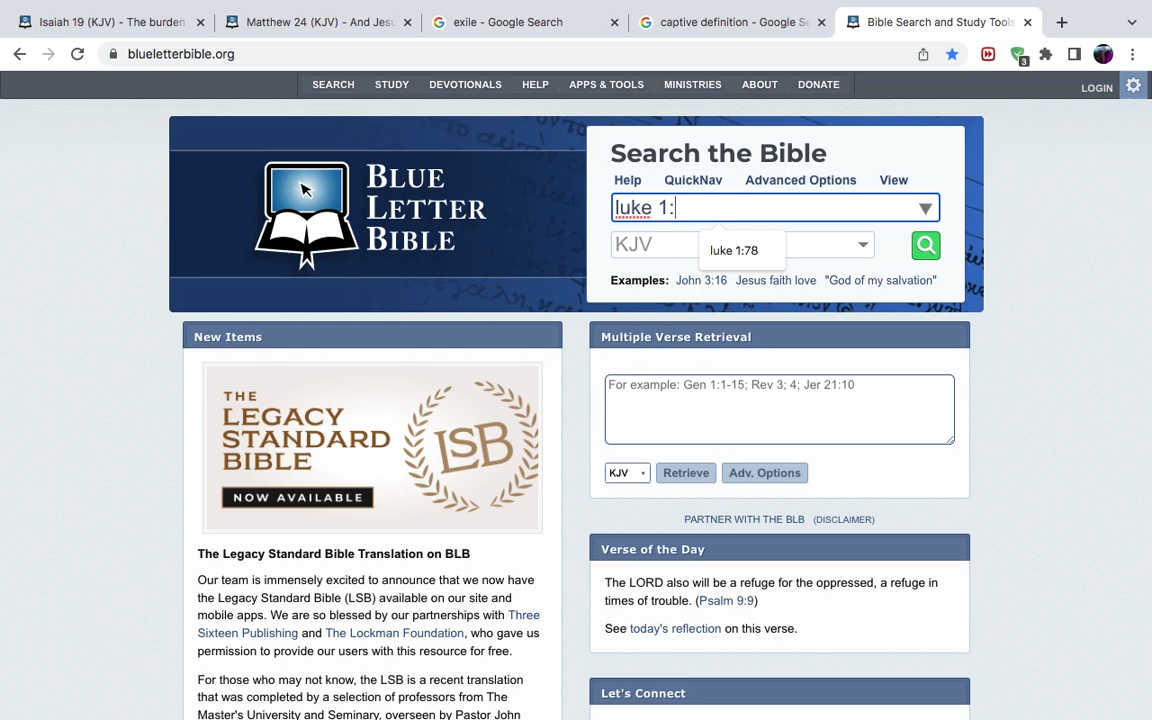 Isaiah 19 (KJV) - The burden
Matthew 24 (KJV) - And Jesu
exile - Google Search
captive definition - Google Se
Bible Search and Study Tools
blueletterbible.org
3
SEARCH STUDY DEVOTIONALS HELP APPS & TOOLS MINISTRIES ABOUT DONATE
LOGIN
BLUE
LETTER
BIBLE
Search the Bible
Help QuickNav Advanced Options View
luke 1:
KJV
luke 1:78
Examples: John 3:16 Jesus faith love "God of my salvation"
New Items
THE
LEGACY
STANDARD
BIBLE
NOW AVAILABLE
LSB
The Legacy Standard Bible Translation on BLB
Our team is immensely excited to announce that we now have
the Legacy Standard Bible (LSB) available on our site and
mobile apps. We are so blessed by our partnerships with Three
Sixteen Publishing and The Lockman Foundation, who gave us
permission to provide our users with this resource for free.
For those who may not know, the LSB is a recent translation
that was completed by a selection of professors from The
Master's University and Seminary, overseen by Pastor John
Multiple Verse Retrieval
For example: Gen 1:1-15; Rev 3; 4; Jer 21:10
KJV Retrieve Adv. Options
PARTNER WITH THE BLB (DISCLAIMER)
Verse of the Day
The LORD also will be a refuge for the oppressed, a refuge in
times of trouble. (Psalm 9:9)
See today's reflection on this verse.
Let's Connect